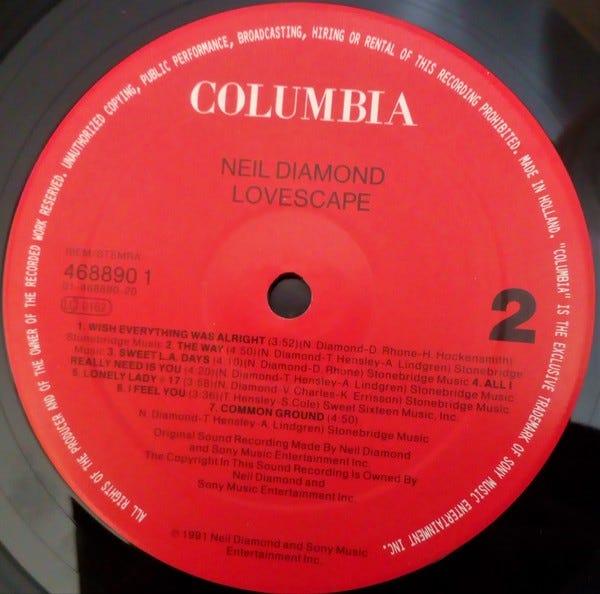 UNAUTHORIZED COPYING, PUBLIC PERFORMANCE, BROADCASTING, HIRING OR RENTAL OF THIS RECORDING PROHIBITED. MADE IN HOLLAND. "COLUMBIA" IS THE EXCLUSIVE TRADEMARK OF SONY MUSIC ENTERTAINMENT INC.
ALL RIGHTS OF THE PRODUCER AND OF THE OWNER OF THE RECORDED WORK RESERVED.
COLUMBIA
NEIL DIAMOND
LOVESCAPE
BIEM/STEMRA
468890 1
01-468890-20
LC 0162
2
1. WISH EVERYTHING WAS ALRIGHT (3:52)(N. Diamond-D. Rhone-H. Hockensmith)
Stonebridge Music 2. THE WAY (4:50)(N. Diamond-T Hensley-A. Lindgren) Stonebridge
Music 3. SWEET L.A. DAYS (4:10)(N. Diamond-D. Rhone) Stonebridge Music 4. ALL I
REALLY NEED IS YOU (4:20)(N. Diamond-T Hensley-A. Lindgren) Stonebridge Music
5. LONELY LADY # 17 (3:58)(N. Diamond-V. Charles-K. Errisson) Stonebridge Music
6. I FEEL YOU (3:36)(T. Hensley-S.Cole) Sweet Sixteen Music, Inc.
7. COMMON GROUND (4:50)
N. Diamond-T Hensley-A Lindgren) Stonebridge Music
Original Sound Recording Made By Neil Diamond
and Sony Music Entertainment Inc.
The Copyright In This Sound Recording is Owned By
Neil Diamond and
Sony Music Entertainment Inc.
℗ 1991 Neil Diamond and Sony Music
Entertainment Inc.